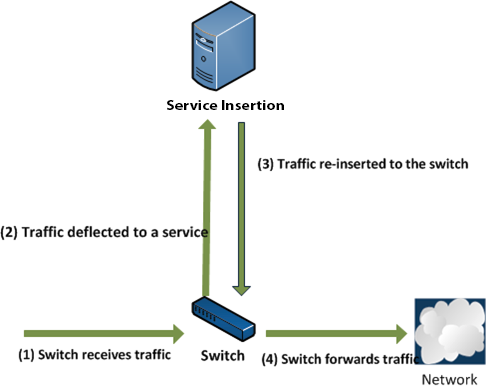 Service Insertion
(3) Traffic re-inserted to the switch
(2) Traffic deflected to a service
(1) Switch receives traffic
Switch
(4) Switch forwards traffic
Network